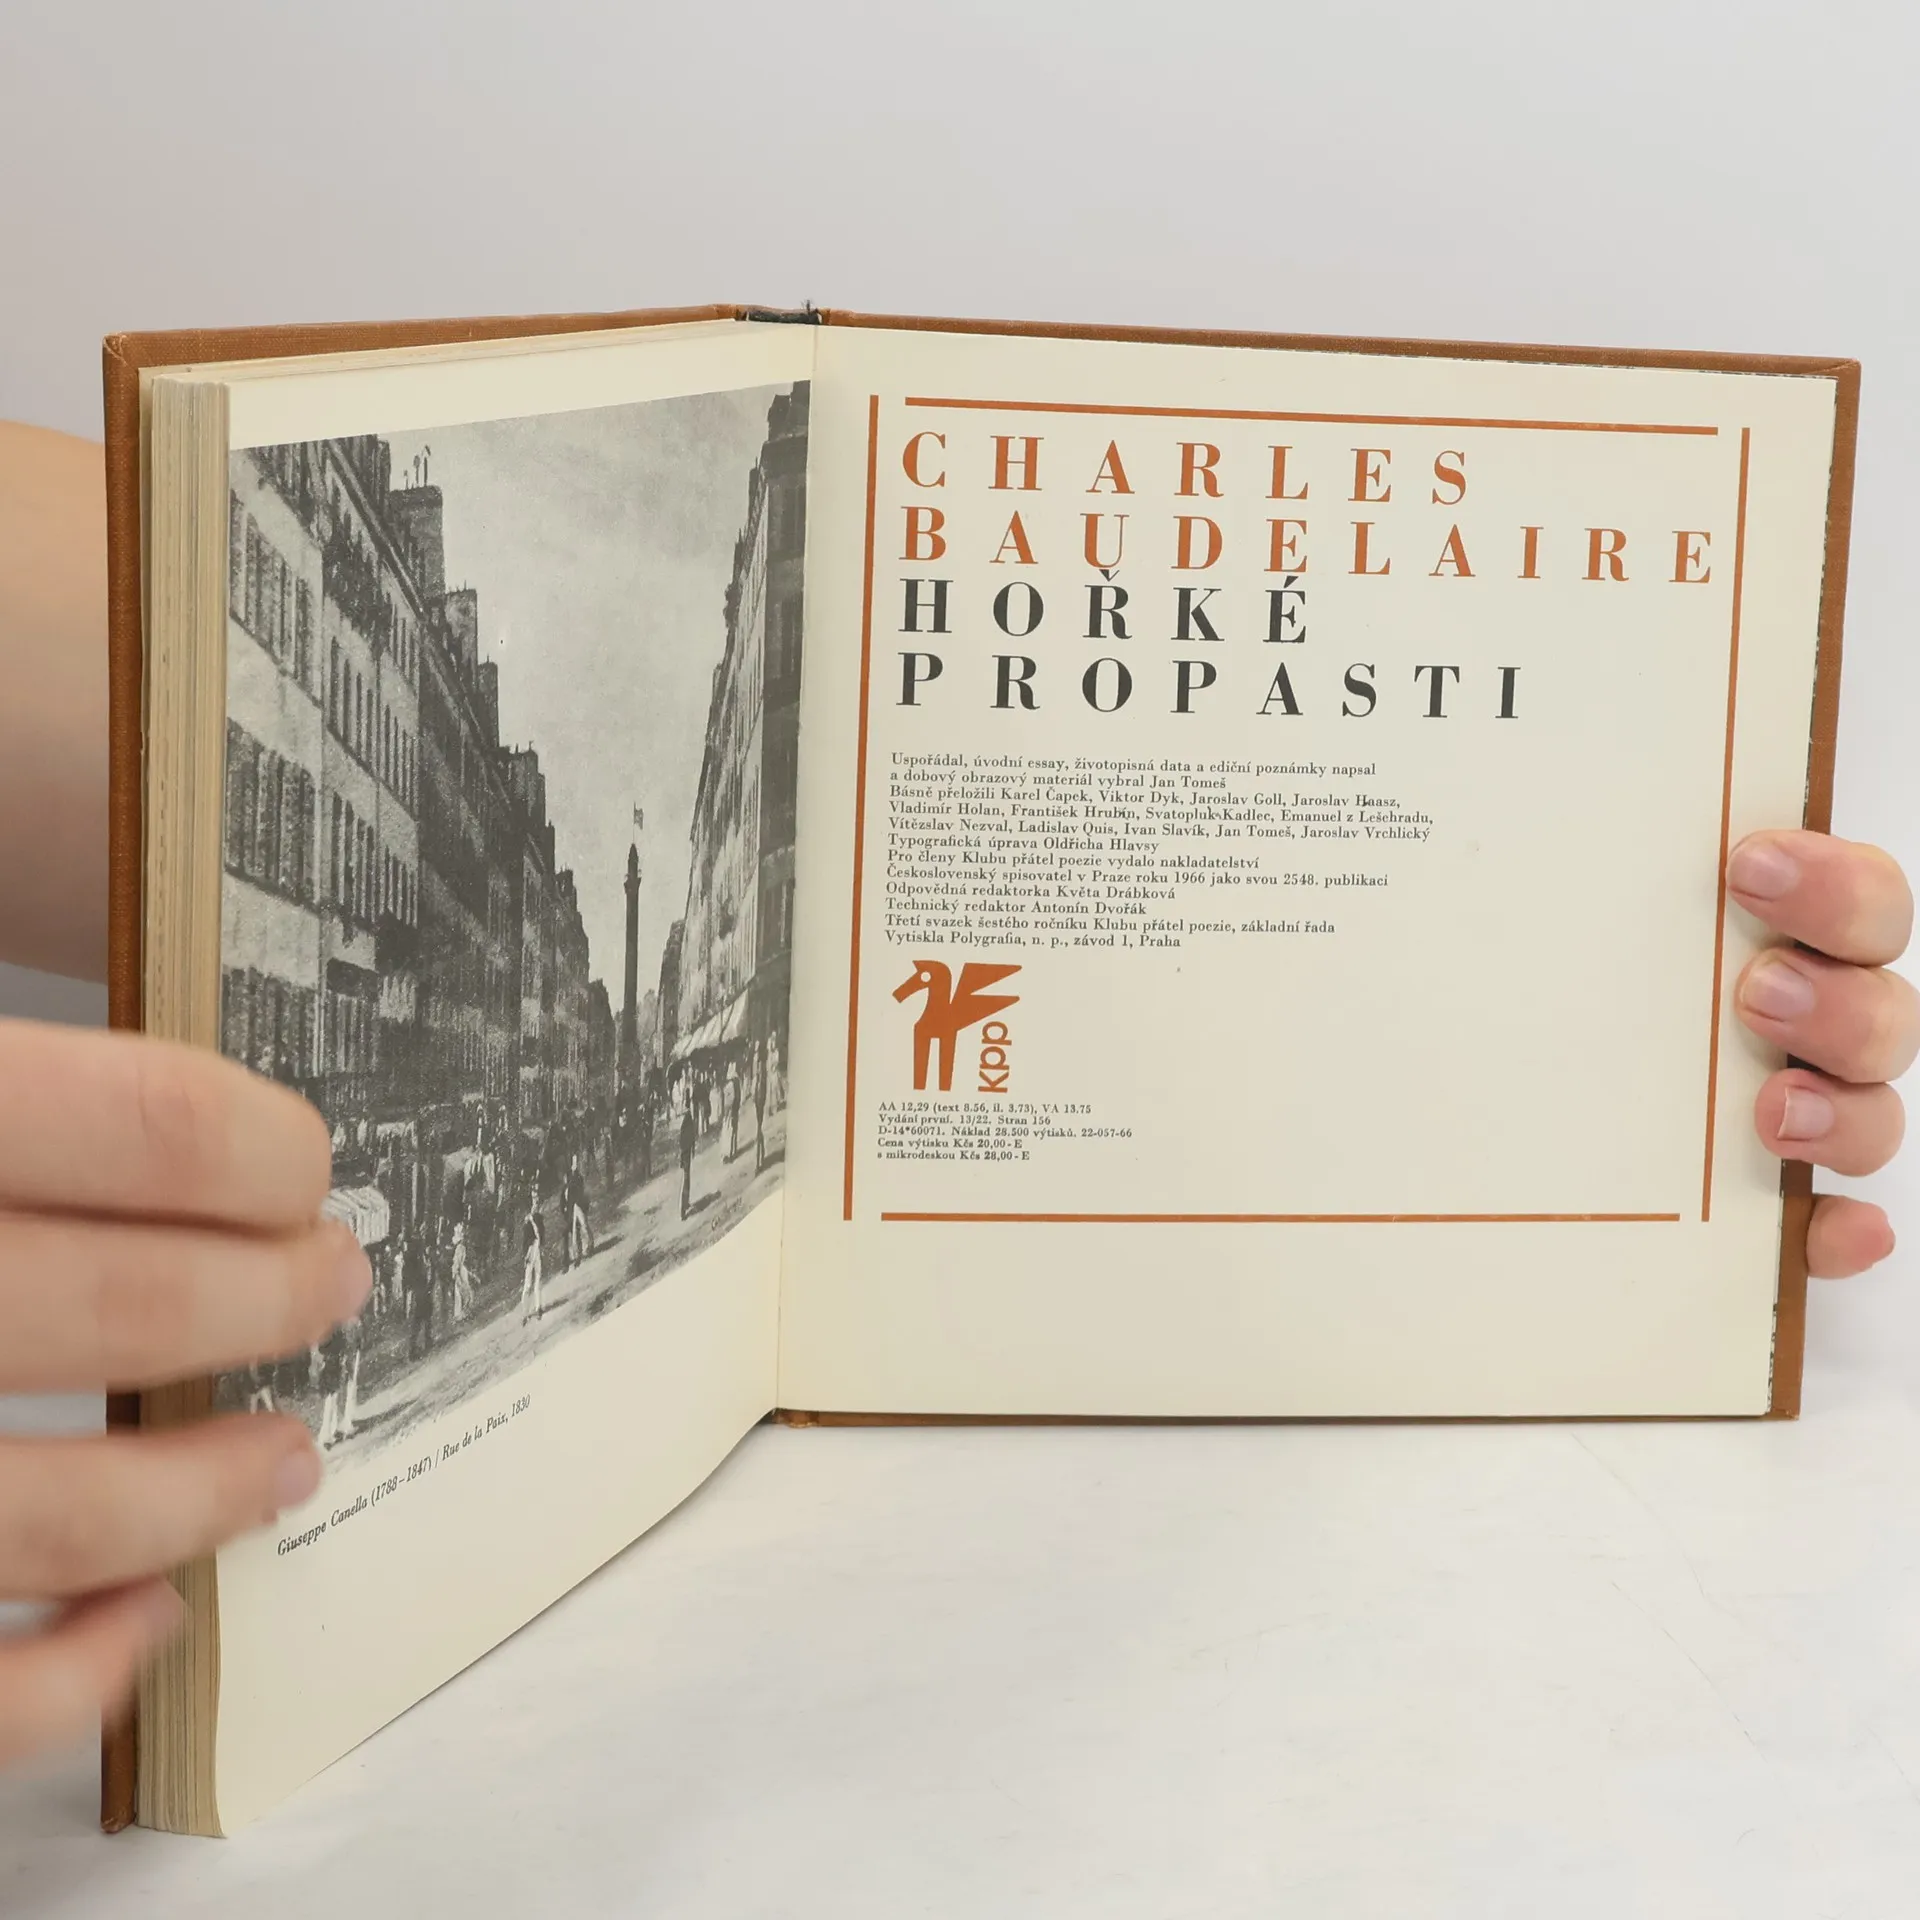 Giuseppe Canella (1788–1847) / Rue de la Paix, 1830
CHARLES
BAUDELAIRE
HOŘKÉ
PROPASTI
Uspořádal, úvodní essay, životopisná data a ediční poznámky napsal
a dobový obrazový materiál vybral Jan Tomeš
Básně přeložili Karel Čapek, Viktor Dyk, Jaroslav Goll, Jaroslav Haasz,
Vladimír Holan, František Hrubín, Svatopluk Kadlec, Emanuel z Lešehradu,
Vítězslav Nezval, Ladislav Quis, Ivan Slavík, Jan Tomeš, Jaroslav Vrchlický
Typografická úprava Oldřicha Hlavsy
Pro členy Klubu přátel poezie vydalo nakladatelství
Československý spisovatel v Praze roku 1966 jako svou 2548. publikaci
Odpovědná redaktorka Květa Drábková
Technický redaktor Antonín Dvořák
Třetí svazek šestého ročníku Klubu přátel poezie, základní řada
Vytiskla Polygrafia, n. p., závod 1, Praha
kpp
AA 12,29 (text 8.56, il. 3.73), VA 13.75
Vydání první. 13/22. Stran 156
D-14*60071. Náklad 28.500 výtisků. 22-057-66
Cena výtisku Kčs 20,00-E
s mikrodeskou Kčs 28,00-E